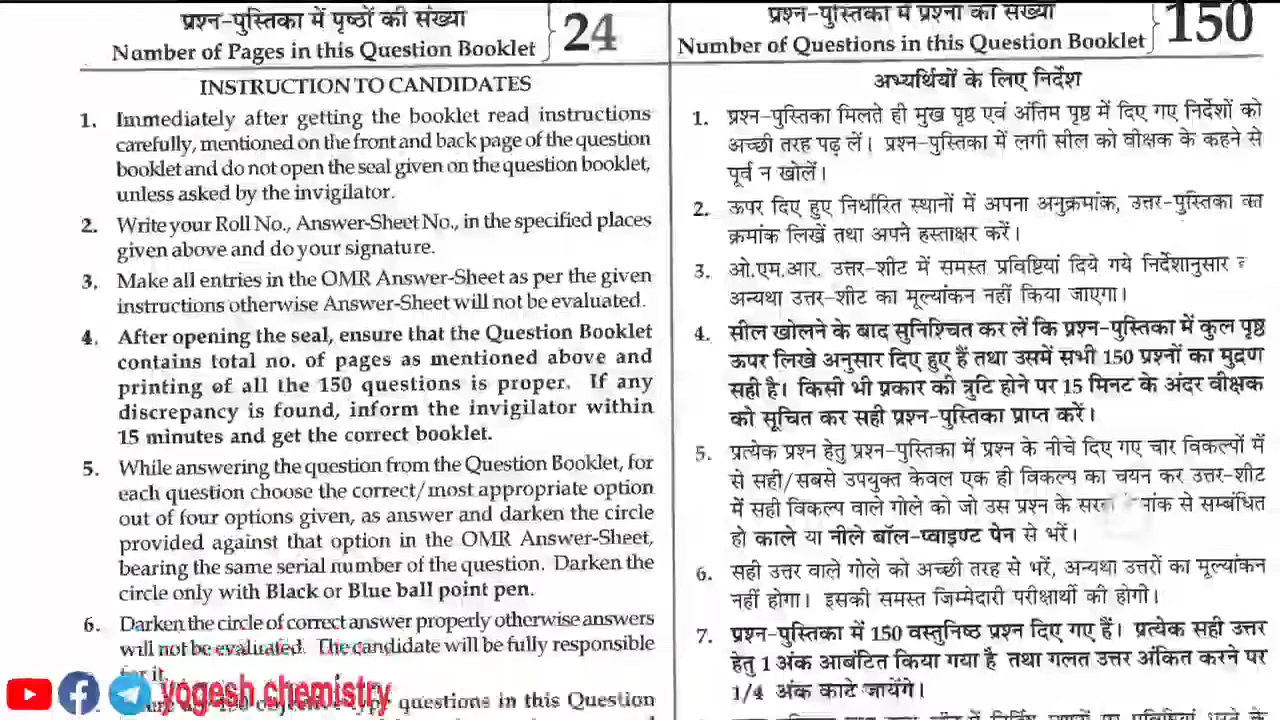 प्रश्न-पुस्तिका में पृष्ठों की संख्या
Number of Pages in this Question Booklet
24
प्रश्न-पुस्तिका में प्रश्नों की संख्या
Number of Questions in this Question Booklet
150
INSTRUCTION TO CANDIDATES
1. Immediately after getting the booklet read instructions
carefully, mentioned on the front and back page of the question
booklet and do not open the seal given on the question booklet,
unless asked by the invigilator.
2. Write your Roll No., Answer-Sheet No., in the specified places
given above and do your signature.
3. Make all entries in the OMR Answer-Sheet as per the given
instructions otherwise Answer-Sheet will not be evaluated.
4. After opening the seal, ensure that the Question Booklet
contains total no. of pages as mentioned above and
printing of all the 150 questions is proper. If any
discrepancy is found, inform the invigilator within
15 minutes and get the correct booklet.
5. While answering the question from the Question Booklet, for
each question choose the correct/most appropriate option
out of four options given, as answer and darken the circle
provided against that option in the OMR Answer-Sheet,
bearing the same serial number of the question. Darken the
circle only with Black or Blue ball point pen.
6. Darken the circle of correct answer properly otherwise answers
will not be evaluated. The candidate will be fully responsible
for it.
questions in this Question
अभ्यर्थियों के लिए निर्देश
1. प्रश्न-पुस्तिका मिलते ही मुख पृष्ठ एवं अंतिम पृष्ठ में दिए गए निर्देशों को
अच्छी तरह पढ़ लें। प्रश्न-पुस्तिका में लगी सील को वीक्षक के कहने से
पूर्व न खोलें।
2. ऊपर दिए हुए निर्धारित स्थानों में अपना अनुक्रमांक, उत्तर-पुस्तिका का
क्रमांक लिखें तथा अपने हस्ताक्षर करें।
3. ओ.एम.आर. उत्तर-शीट में समस्त प्रविष्टियां दिये गये निर्देशानुसार
अन्यथा उत्तर-शीट का मूल्यांकन नहीं किया जाएगा।
4. सील खोलने के बाद सुनिश्चित कर लें कि प्रश्न-पुस्तिका में कुल पृष्ठ
ऊपर लिखे अनुसार दिए हुए हैं तथा उसमें सभी 150 प्रश्नों का मुद्रण
सही है। किसी भी प्रकार की त्रुटि होने पर 15 मिनट के अंदर वीक्षक
को सूचित कर सही प्रश्न-पुस्तिका प्राप्त करें।
5. प्रत्येक प्रश्न हेतु प्रश्न-पुस्तिका में प्रश्न के नीचे दिए गए चार विकल्पों में
से सही/सबसे उपयुक्त केवल एक ही विकल्प का चयन कर उत्तर-शीट
में सही विकल्प वाले गोले को जो उस प्रश्न के से सम्बंधित
हो काले या नीले बॉल-प्वाइण्ट पेन से भरें।
6. सही उत्तर वाले गोले को अच्छी तरह से भरें, अन्यथा उत्तरों का मूल्यांकन
नहीं होगा। इसकी समस्त जिम्मेदारी परीक्षार्थी की होगी।
7. प्रश्न-पुस्तिका में 150 वस्तुनिष्ठ प्रश्न दिए गए हैं। प्रत्येक सही उत्तर
हेतु 1 अंक आबंटित किया गया है तथा गलत उत्तर अंकित करने पर
1/4 अंक काटे जायेंगे।
yogesh chemistry